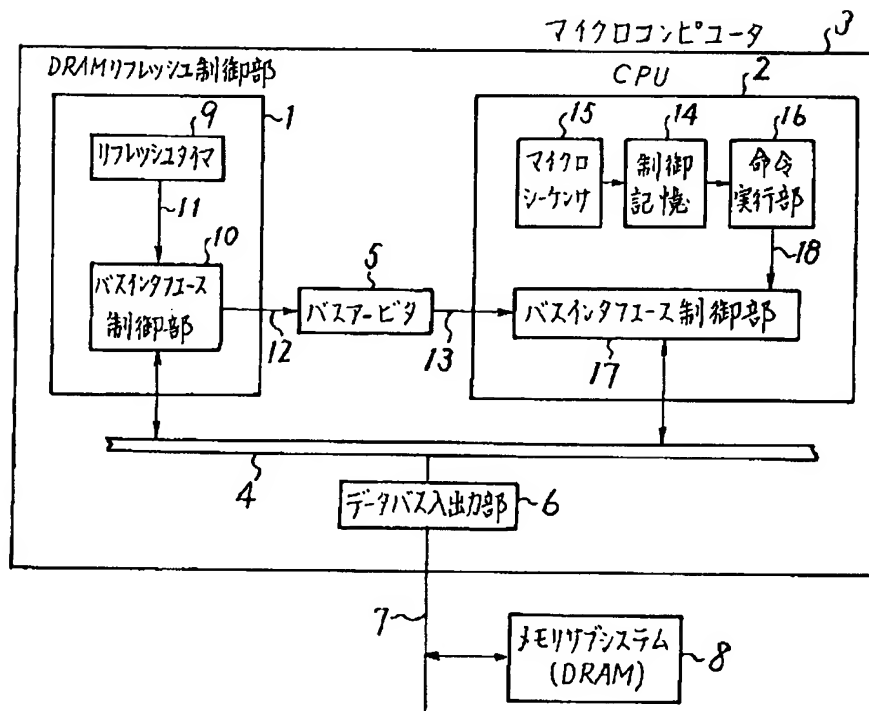 マイクロコンピュータ
3
DRAMリフレッシュ制御部
1
CPU
2
9
リフレッシュタイマ
11
10
バスインタフエース
制御部
12
5
バスアービタ
13
15
マイクロ
シーケンサ
14
制御
記憶
16
命令
実行部
18
バスインタフエース制御部
17
4
データバス入出力部
6
7
メモリサブシステム
(DRAM)
8